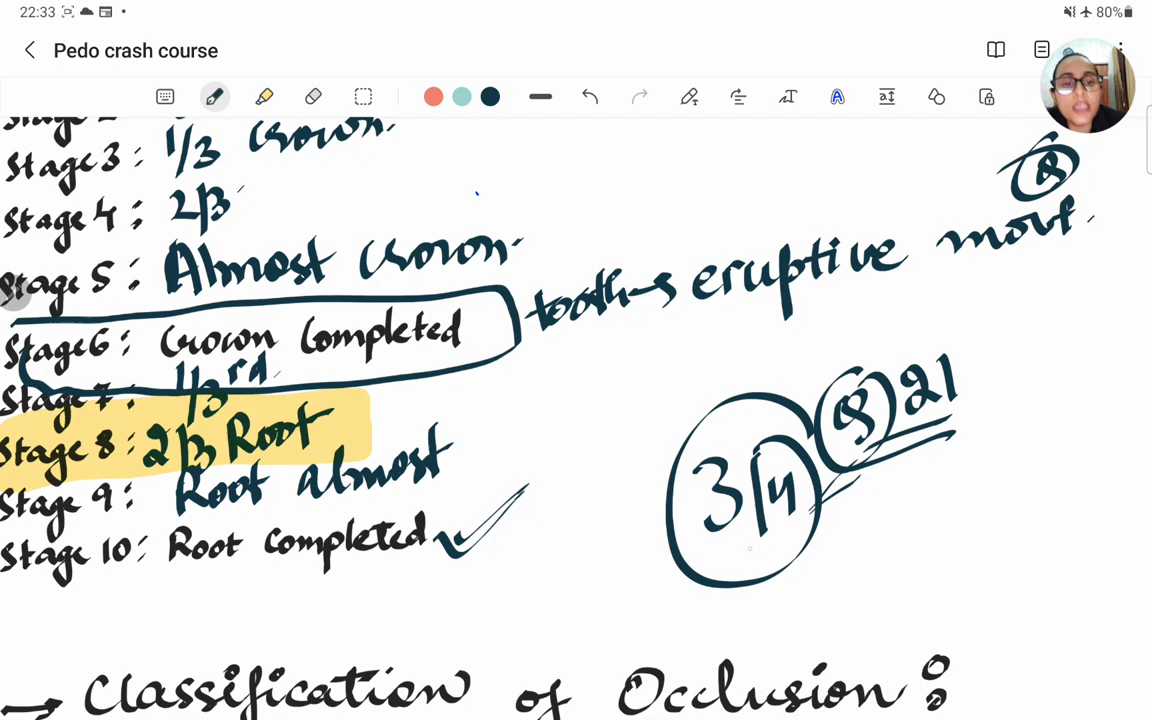 22:33
80%
Pedo crash course
Stage 2
Stage 3 : 1/3 Crown.
Stage 4 : 2/3
8
Stage 5 : Almost Crown.
tooth → eruptive movt.
Stage 6 : Crown Completed
Stage 7 : 1/3rd
Stage 8 : 2/3 Root
Stage 9 : Root almost
Stage 10 : Root Completed ✓
3/4 8 21
→ Classification of Occlusion :